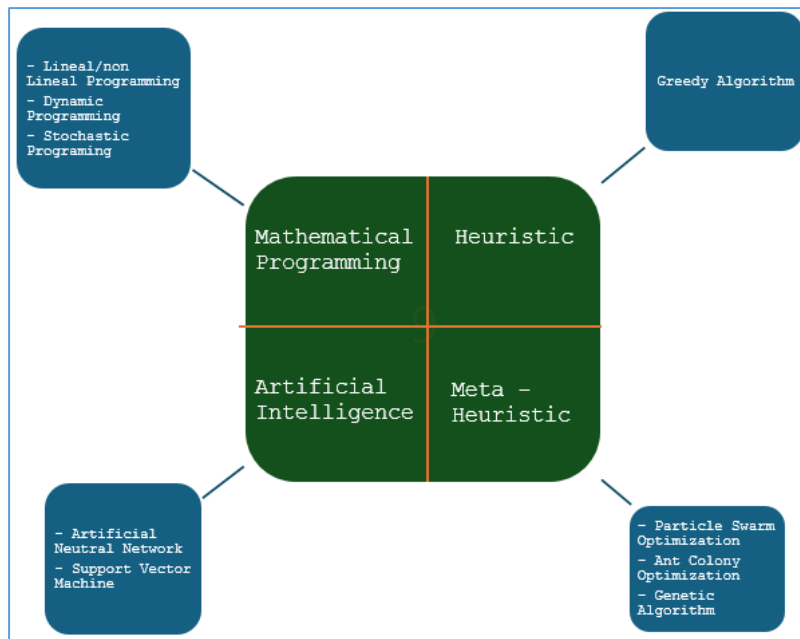 - Lineal/non
Lineal Programming
- Dynamic
Programming
- Stochastic
Programing
Greedy Algorithm
Mathematical
Programming
Heuristic
Artificial
Intelligence
Meta -
Heuristic
- Artificial
Neutral Network
- Support Vector
Machine
- Particle Swarm
Optimization
- Ant Colony
Optimization
- Genetic
Algorithm